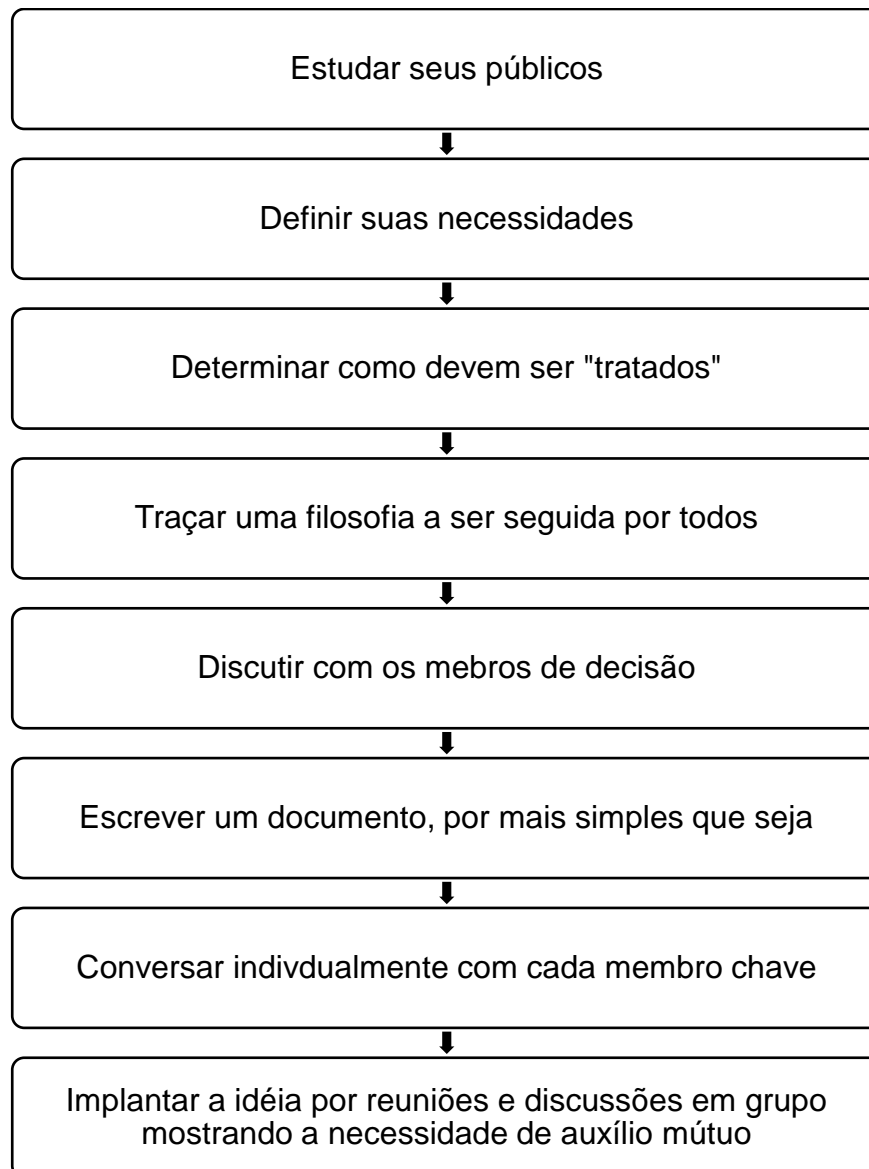 Estudar seus públicos
Definir suas necessidades
Determinar como devem ser "tratados"
Traçar uma filosofia a ser seguida por todos
Discutir com os mebros de decisão
Escrever um documento, por mais simples que seja
Conversar indivdualmente com cada membro chave
Implantar a idéia por reuniões e discussões em grupo
mostrando a necessidade de auxílio mútuo